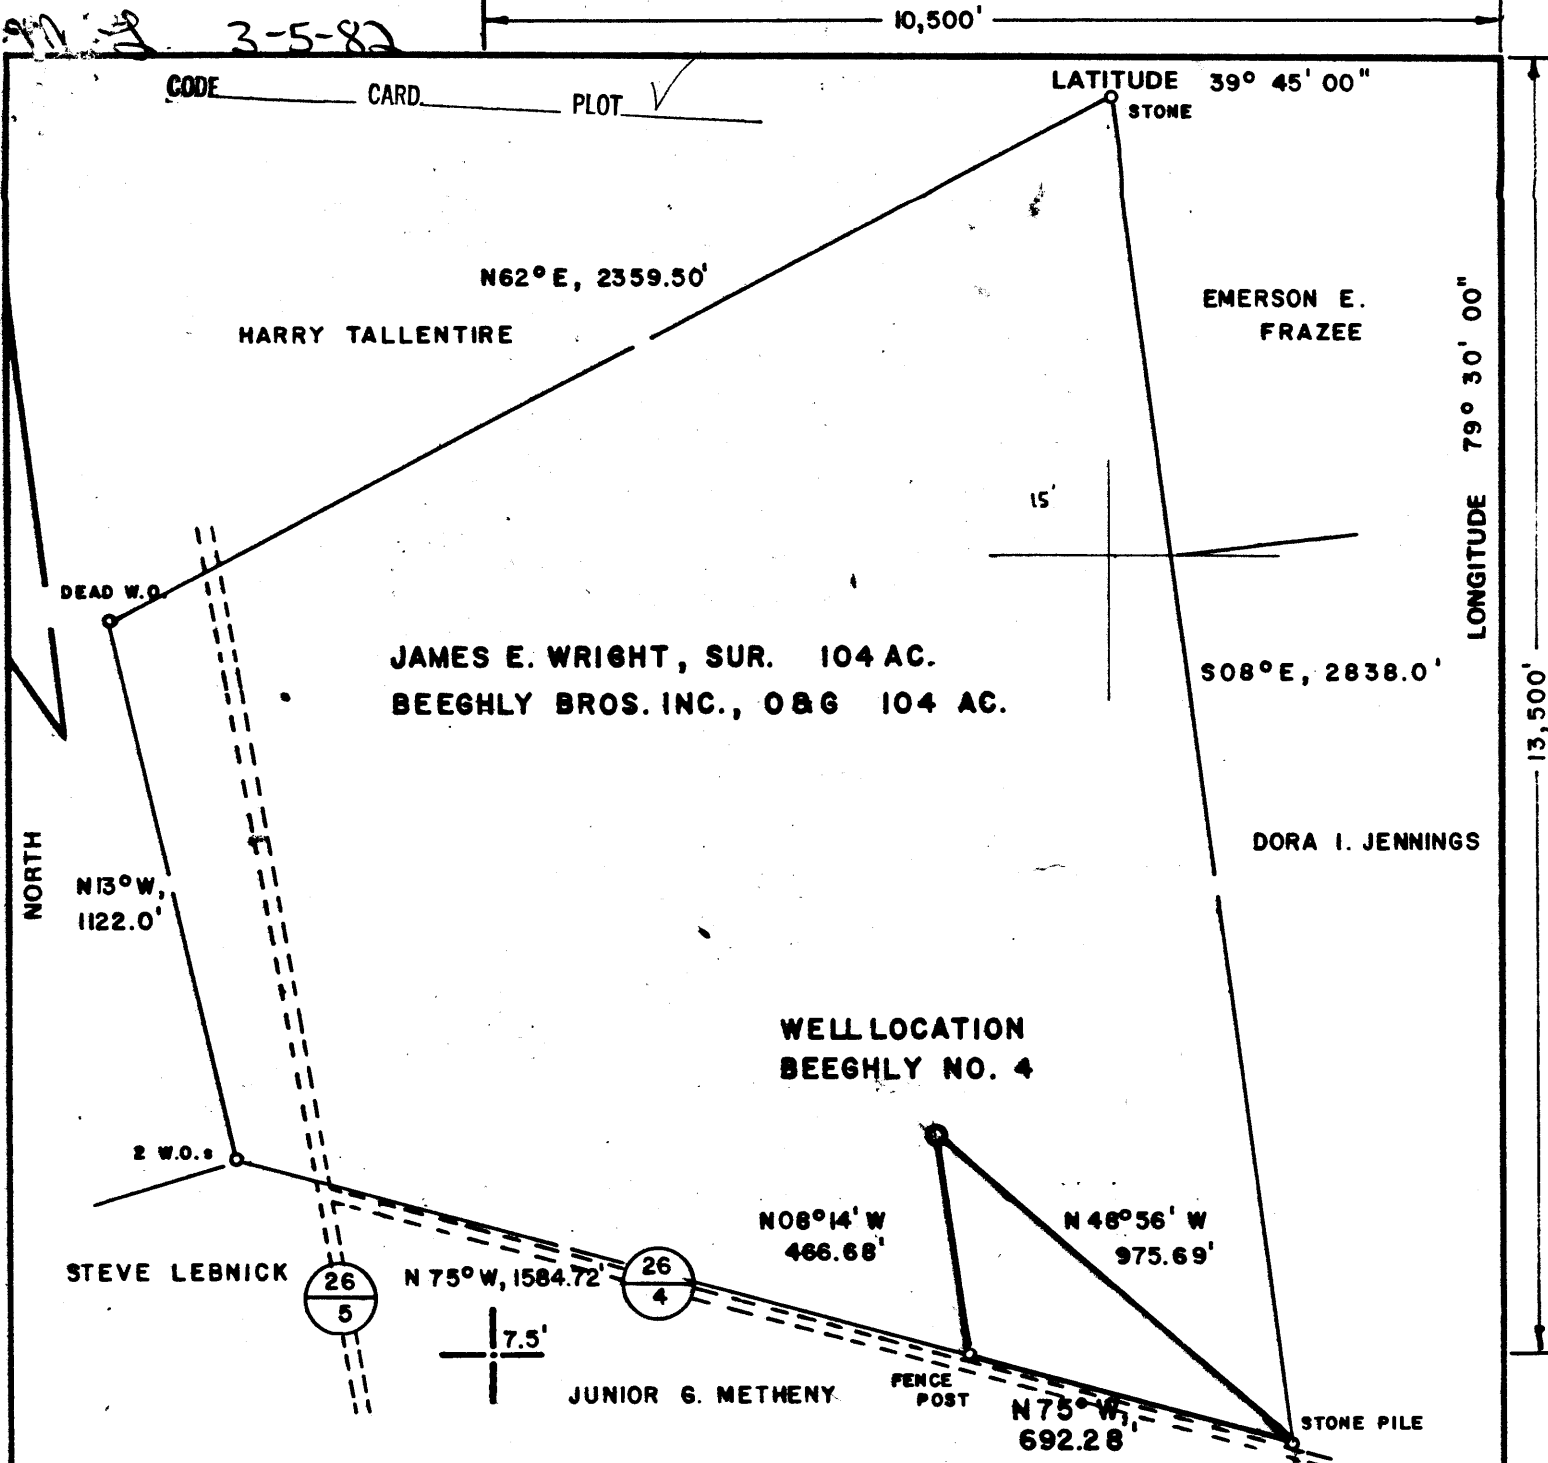 3-5-82
10,500'
CODE CARD PLOT
LATITUDE 39° 45' 00"
STONE
N62°E, 2359.50'
HARRY TALLENTIRE
EMERSON E.
FRAZEE
LONGITUDE 79° 30' 00"
15'
DEAD W.O.
JAMES E. WRIGHT, SUR. 104 AC.
BEEGHLY BROS. INC., O&G 104 AC.
S08°E, 2838.0'
13,500'
NORTH
N13°W,
1122.0'
DORA I. JENNINGS
WELL LOCATION
BEEGHLY NO. 4
2 W.O.s
N08°14' W
466.68'
N 48°56' W
975.69'
STEVE LEBNICK
26
5
N 75°W, 1584.72'
26
4
7.5'
JUNIOR G. METHENY
FENCE
POST
N 75° W,
692.28'
STONE PILE